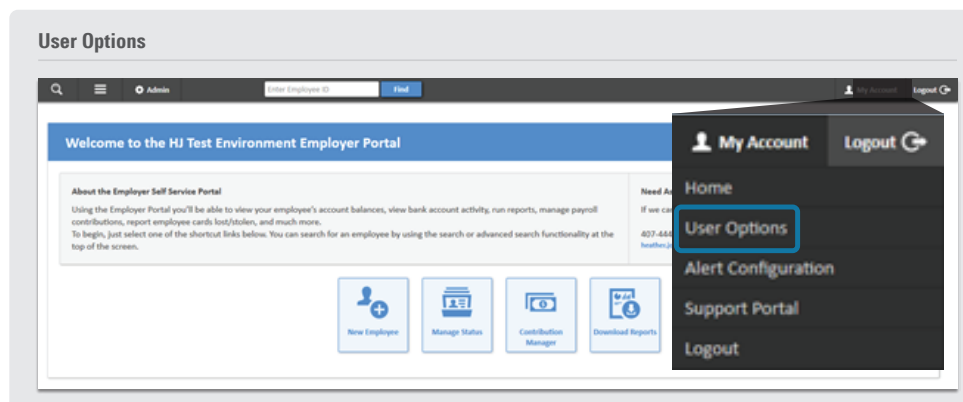 User Options
Admin
Enter Employee ID
Find
My Account
Logout
Welcome to the HJ Test Environment Employer Portal
About the Employer Self Service Portal
Using the Employer Portal you'll be able to view your employee's account balances, view bank account activity, run reports, manage payroll
contributions, report employee cards lost/stolen, and much more.
To begin, just select one of the shortcut links below. You can search for an employee by using the search or advanced search functionality at the
top of the screen.
Need
If we
407-444
New Employee
Manage Status
Contribution
Manager
Download Reports
My Account
Logout
Home
User Options
Alert Configuration
Support Portal
Logout